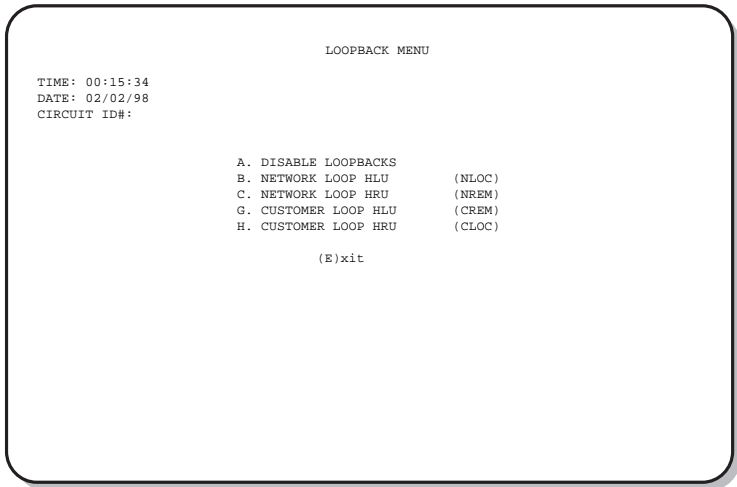 LOOPBACK MENU
TIME: 00:15:34
DATE: 02/02/98
CIRCUIT ID#:
A. DISABLE LOOPBACKS
B. NETWORK LOOP HLU (NLOC)
C. NETWORK LOOP HRU (NREM)
G. CUSTOMER LOOP HLU (CREM)
H. CUSTOMER LOOP HRU (CLOC)
(E)xit